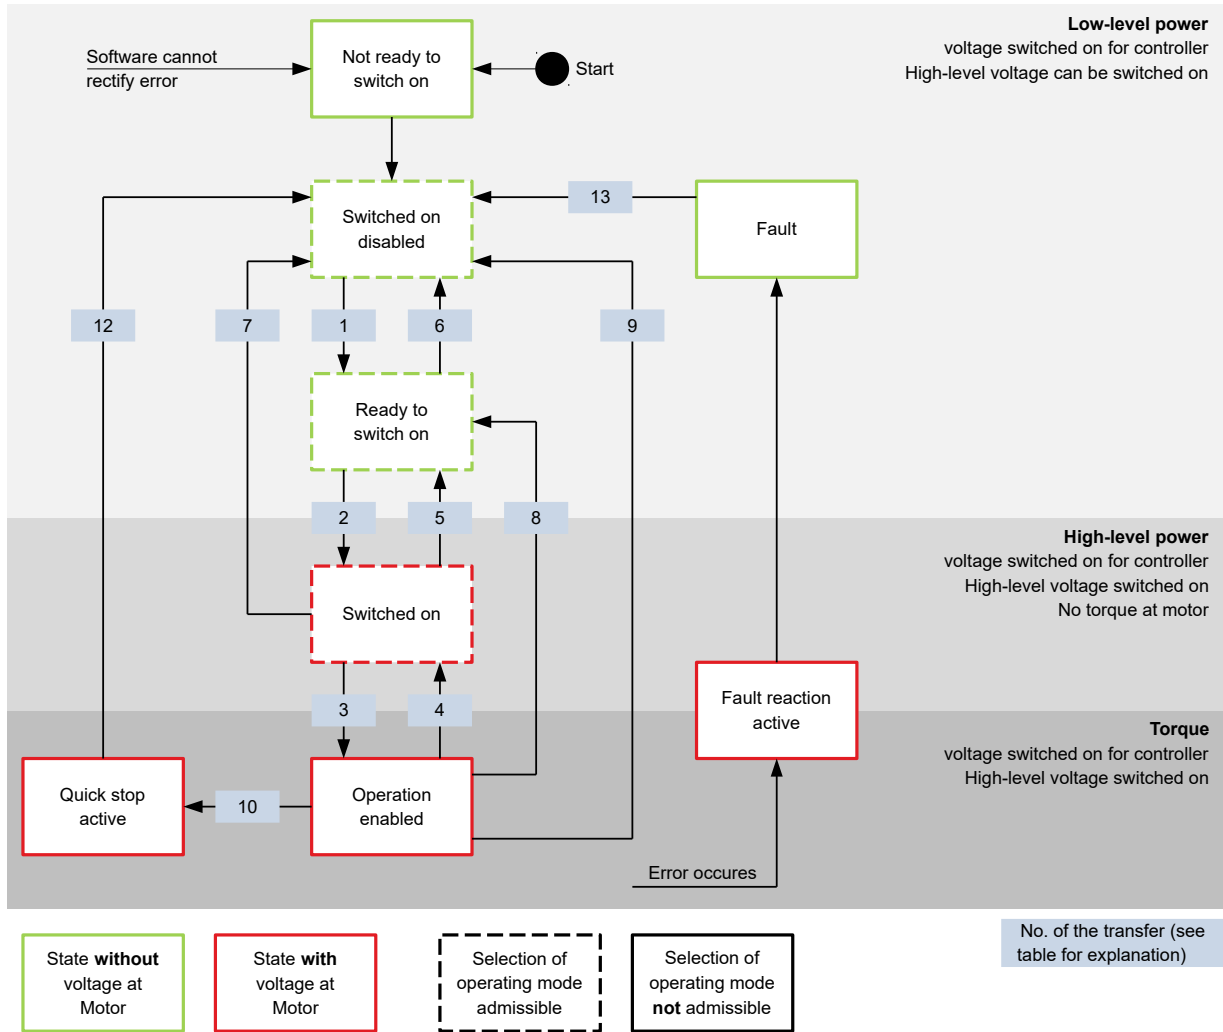 Low-level power
voltage switched on for controller
High-level voltage can be switched on
Software cannot
rectify error
Not ready to
switch on
Start
Switched on
disabled
13
Fault
12
7
1
6
9
Ready to
switch on
2
5
8
High-level power
voltage switched on for controller
High-level voltage switched on
No torque at motor
Switched on
3
4
Fault reaction
active
Torque
voltage switched on for controller
High-level voltage switched on
Quick stop
active
10
Operation
enabled
Error occures
State without
voltage at
Motor
State with
voltage at
Motor
Selection of
operating mode
admissible
Selection of
operating mode
not admissible
No. of the transfer (see
table for explanation)